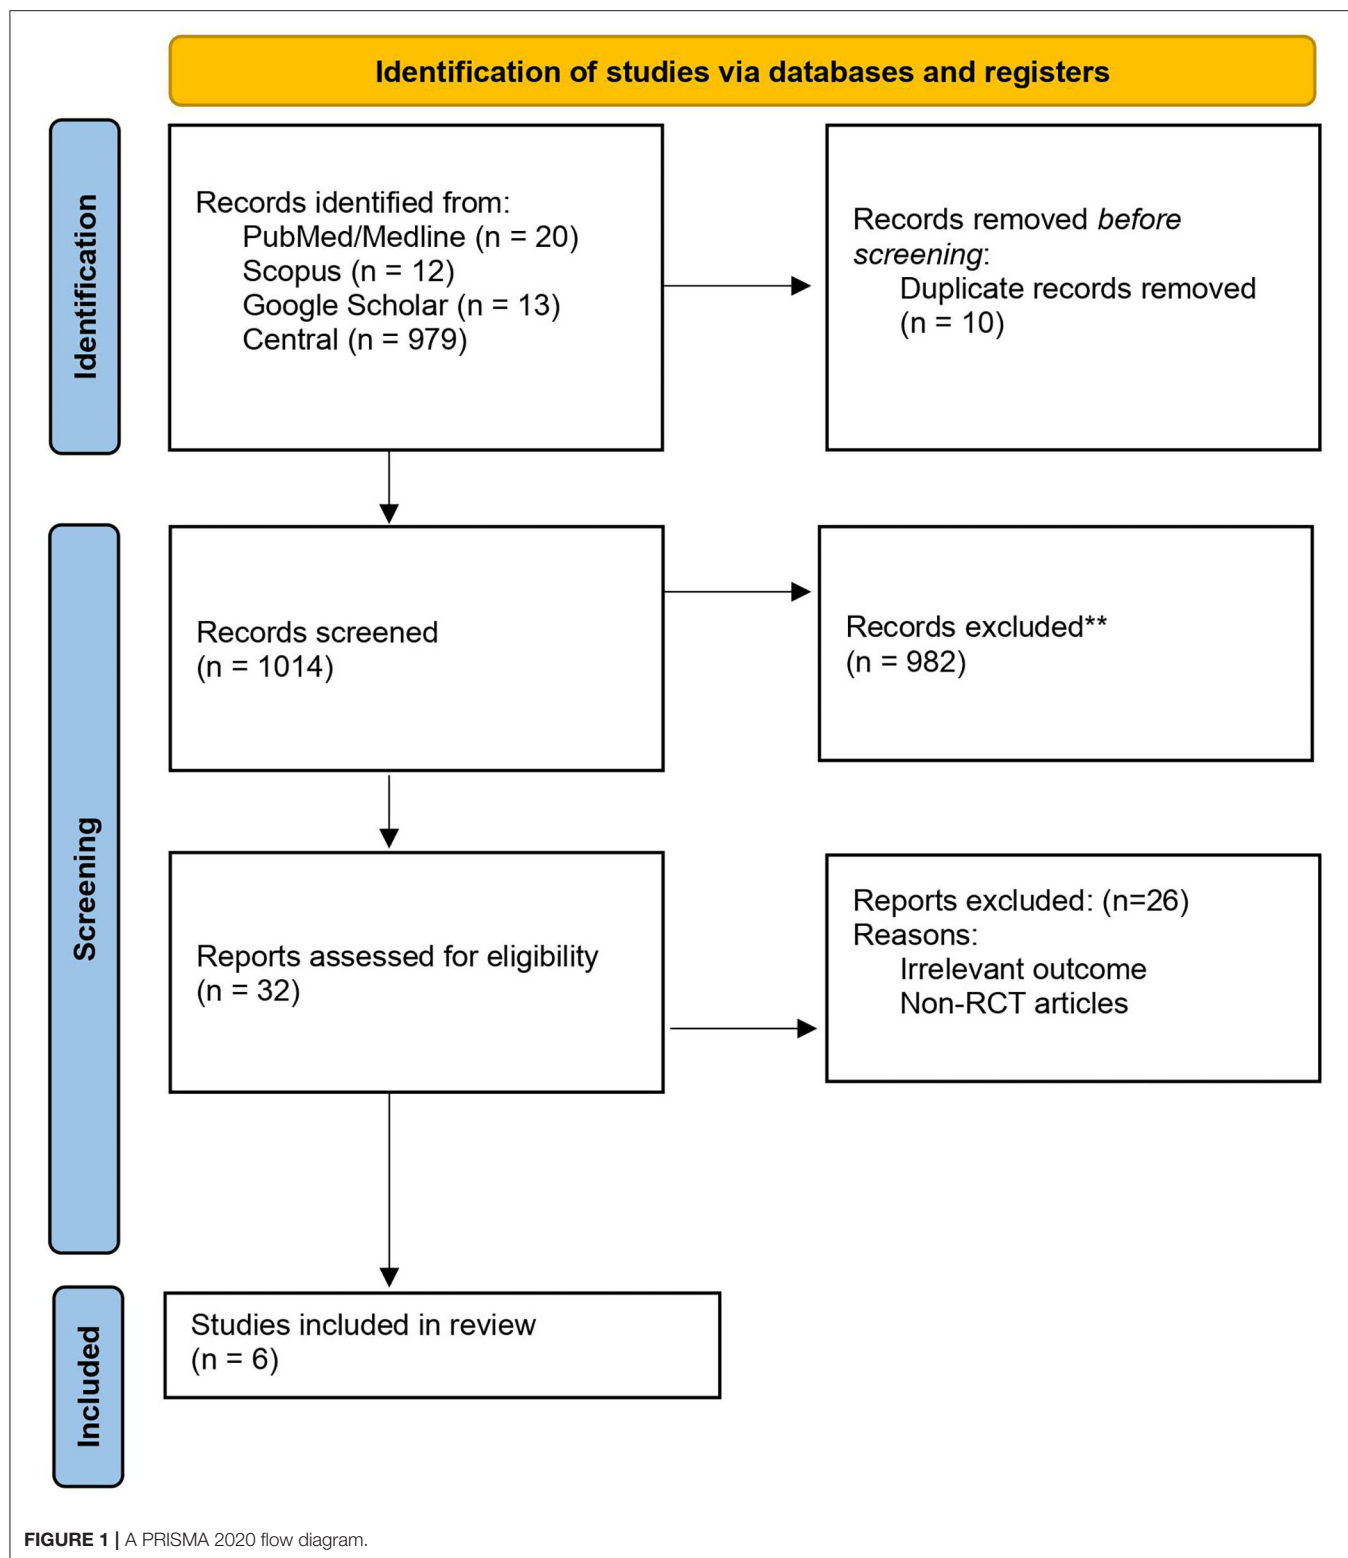 Identification of studies via databases and registers
Identification
Records identified from:
PubMed/Medline (n = 20)
Scopus (n = 12)
Google Scholar (n = 13)
Central (n = 979)
Records removed before
screening:
Duplicate records removed
(n = 10)
Screening
Records screened
(n = 1014)
Records excluded**
(n = 982)
Reports assessed for eligibility
(n = 32)
Reports excluded: (n=26)
Reasons:
Irrelevant outcome
Non-RCT articles
Included
Studies included in review
(n = 6)
FIGURE 1 | A PRISMA 2020 flow diagram.